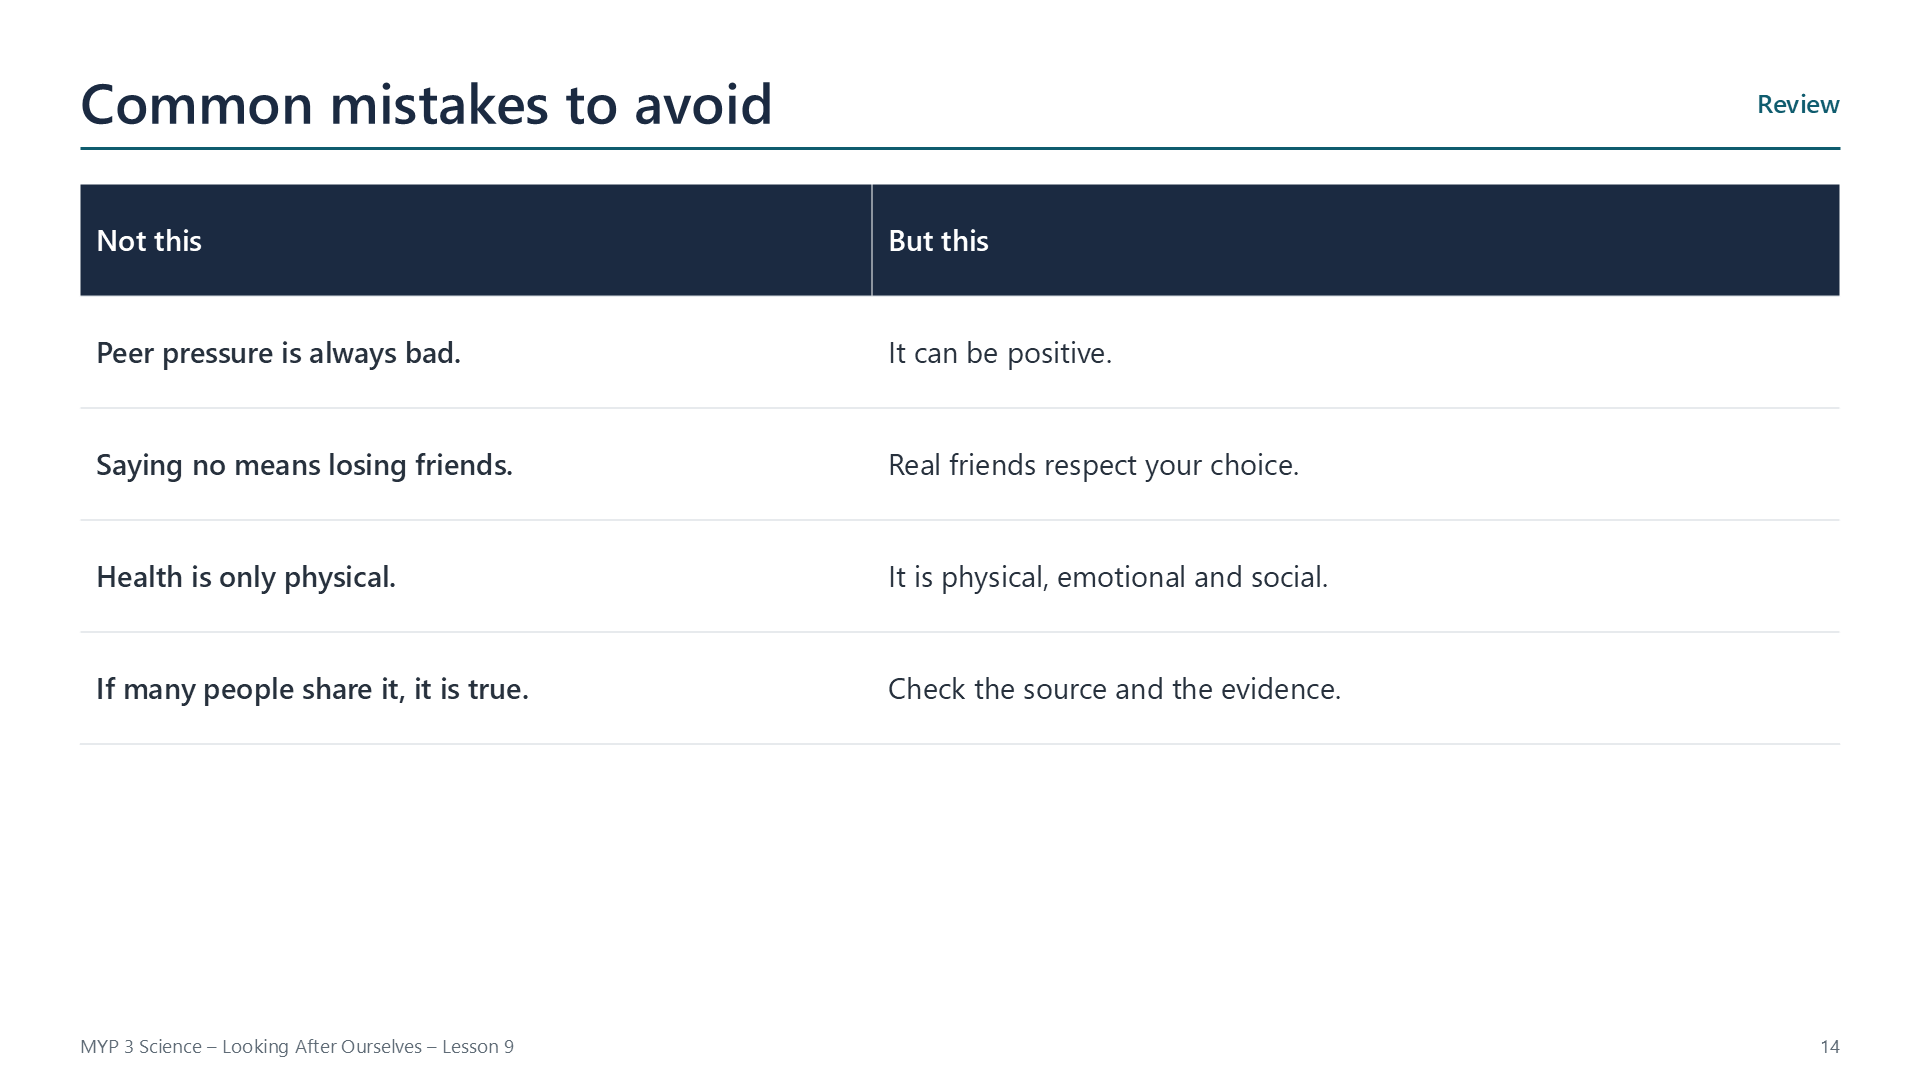 Common mistakes to avoid
Review
Not this
But this
Peer pressure is always bad.
It can be positive.
Saying no means losing friends.
Real friends respect your choice.
Health is only physical.
It is physical, emotional and social.
If many people share it, it is true.
Check the source and the evidence.
MYP 3 Science – Looking After Ourselves – Lesson 9
14